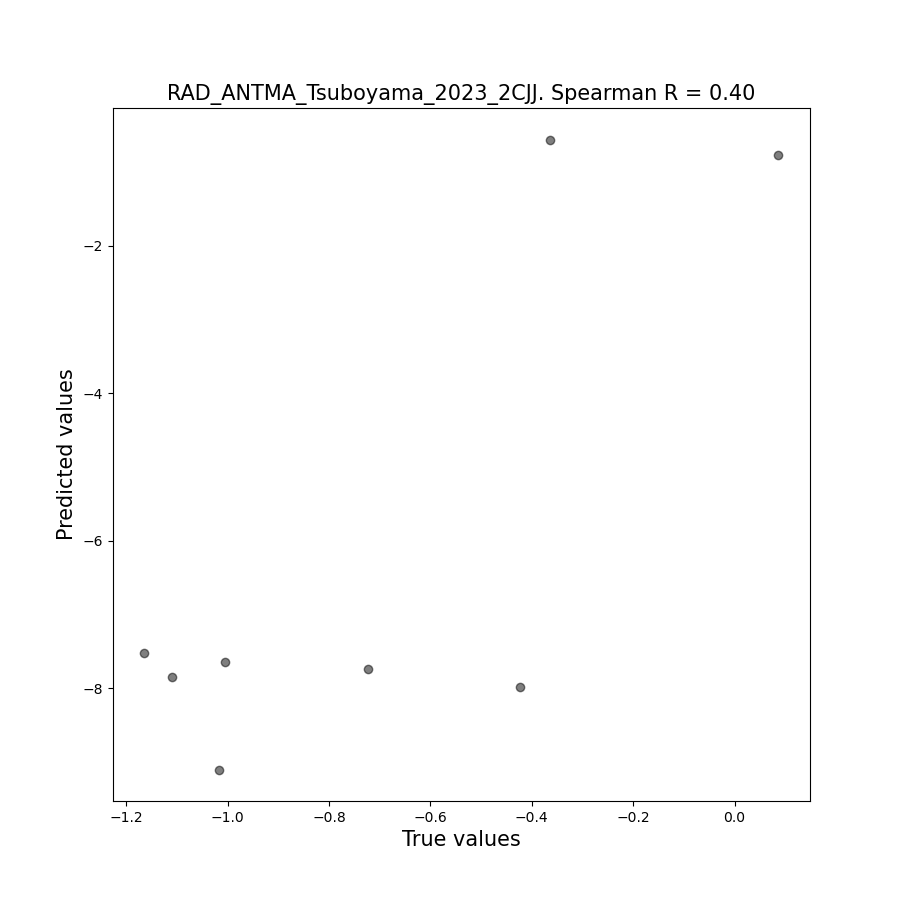 RAD_ANTMA_Tsuboyama_2023_2CJJ. Spearman R = 0.40
Predicted values
−2
−4
−6
−8
−1.2 −1.0 −0.8 −0.6 −0.4 −0.2 0.0
True values